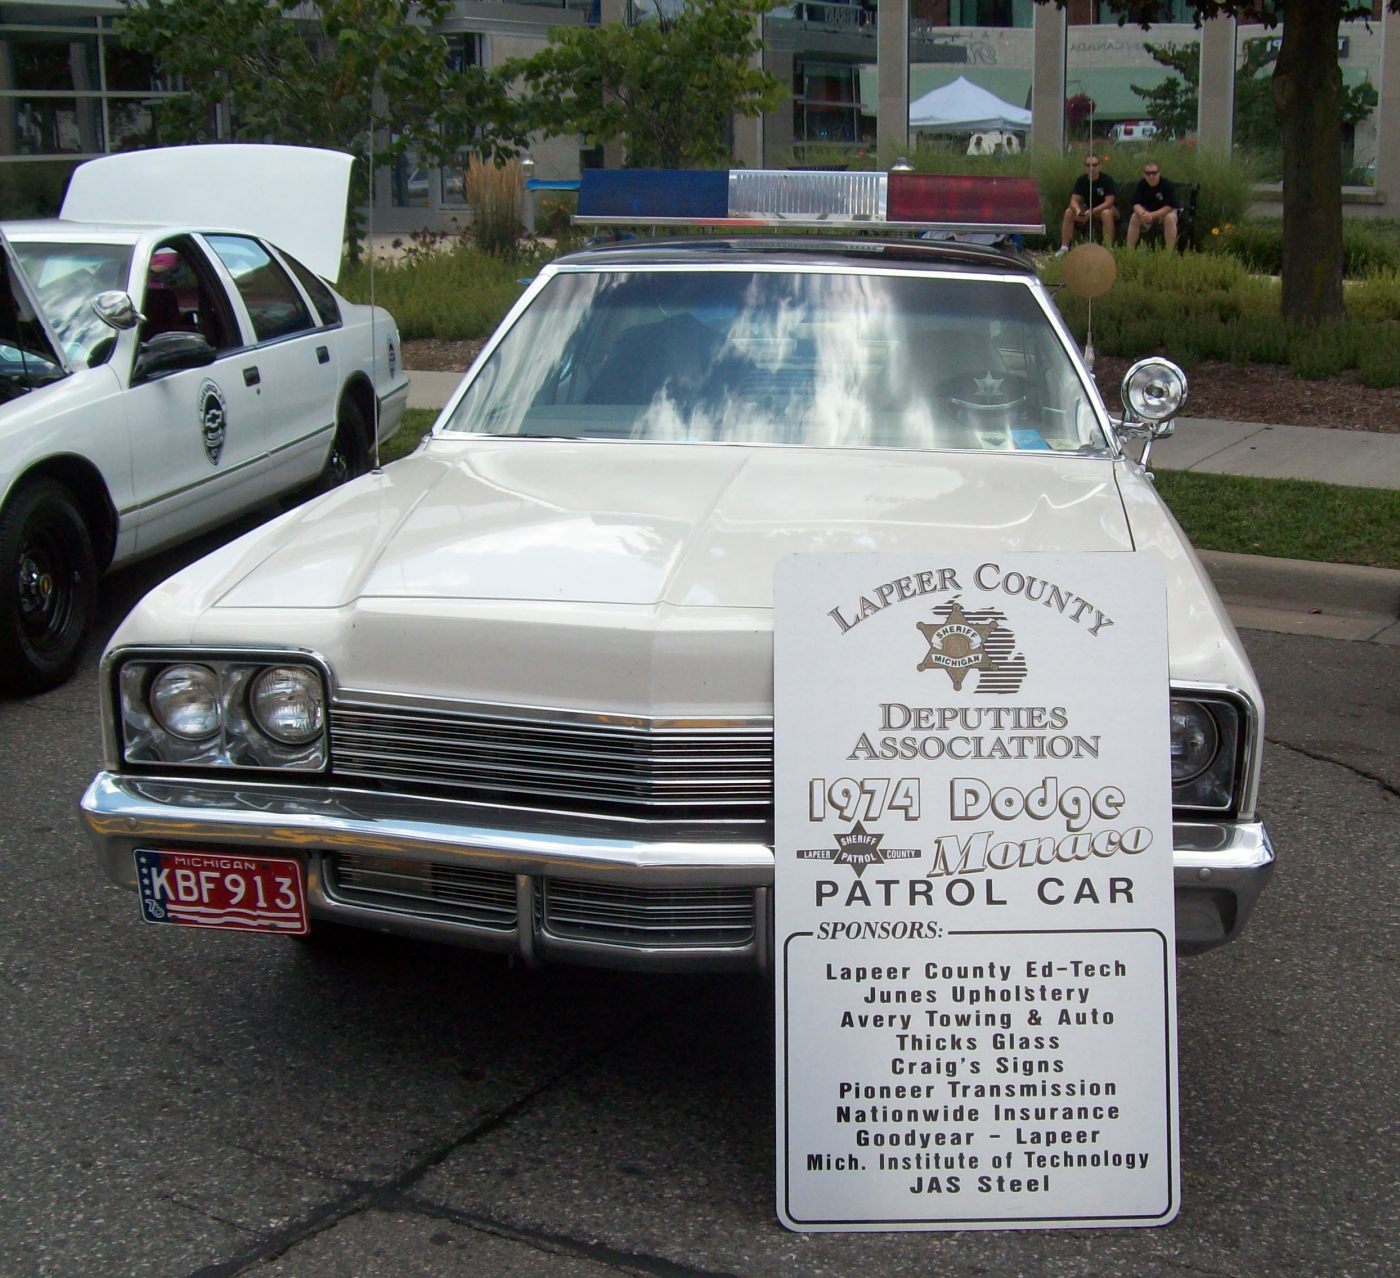 LAPEER COUNTY
SHERIFF
MICHIGAN
DEPUTIES
ASSOCIATION
1974 Dodge
Monaco
SHERIFF
LAPEER PATROL COUNTY
PATROL CAR
SPONSORS:
Lapeer County Ed-Tech
Junes Upholstery
Avery Towing & Auto
Thicks Glass
Craig's Signs
Pioneer Transmission
Nationwide Insurance
Goodyear - Lapeer
Mich. Institute of Technology
JAS Steel
MICHIGAN
KBF913
76